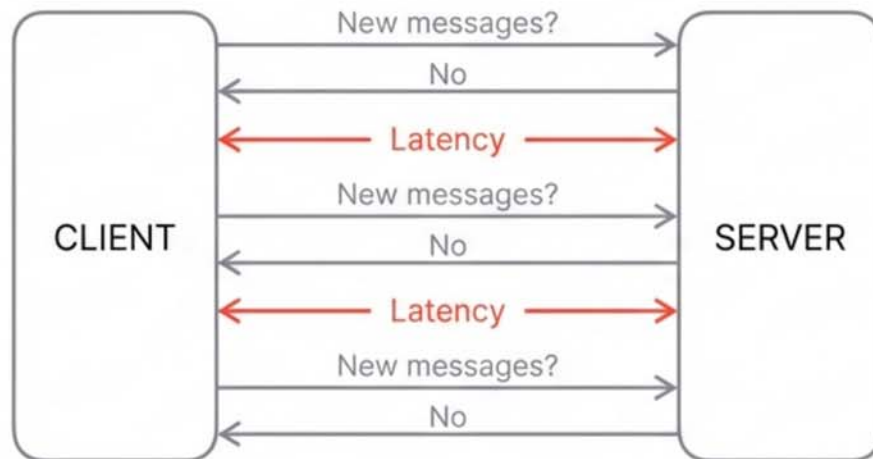 New messages?
No
Latency
New messages?
CLIENT
SERVER
No
Latency
New messages?
No